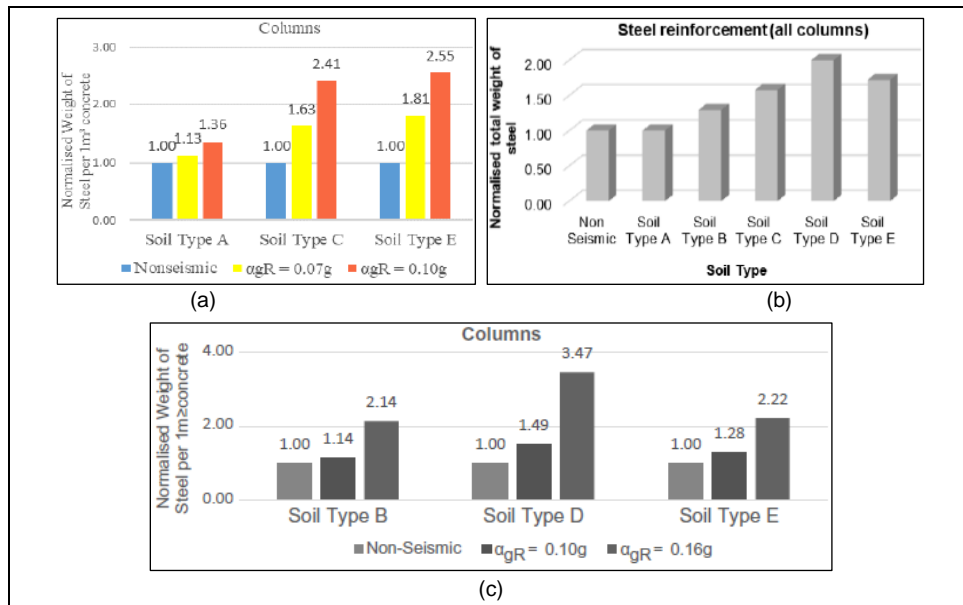 Columns
Normalised Weight of
Steel per 1m³ concrete
3.00
2.00
1.00
0.00
1.00
1.13
1.36
1.00
1.63
2.41
1.00
1.81
2.55
Soil Type A
Soil Type C
Soil Type E
Nonseismic
αgR = 0.07g
αgR = 0.10g
(a)
Steel reinforcement (all columns)
Normalized total weight of
steel
2.00
1.50
1.00
0.50
0.00
Non
Seismic
Soil
Type A
Soil
Type B
Soil
Type C
Soil
Type D
Soil
Type E
Soil Type
(b)
Columns
Normalised Weight of
Steel per 1m≥concrete
4.00
2.00
0.00
1.00
1.14
2.14
1.00
1.49
3.47
1.00
1.28
2.22
Soil Type B
Soil Type D
Soil Type E
Non-Seismic
αgR = 0.10g
αgR = 0.16g
(c)